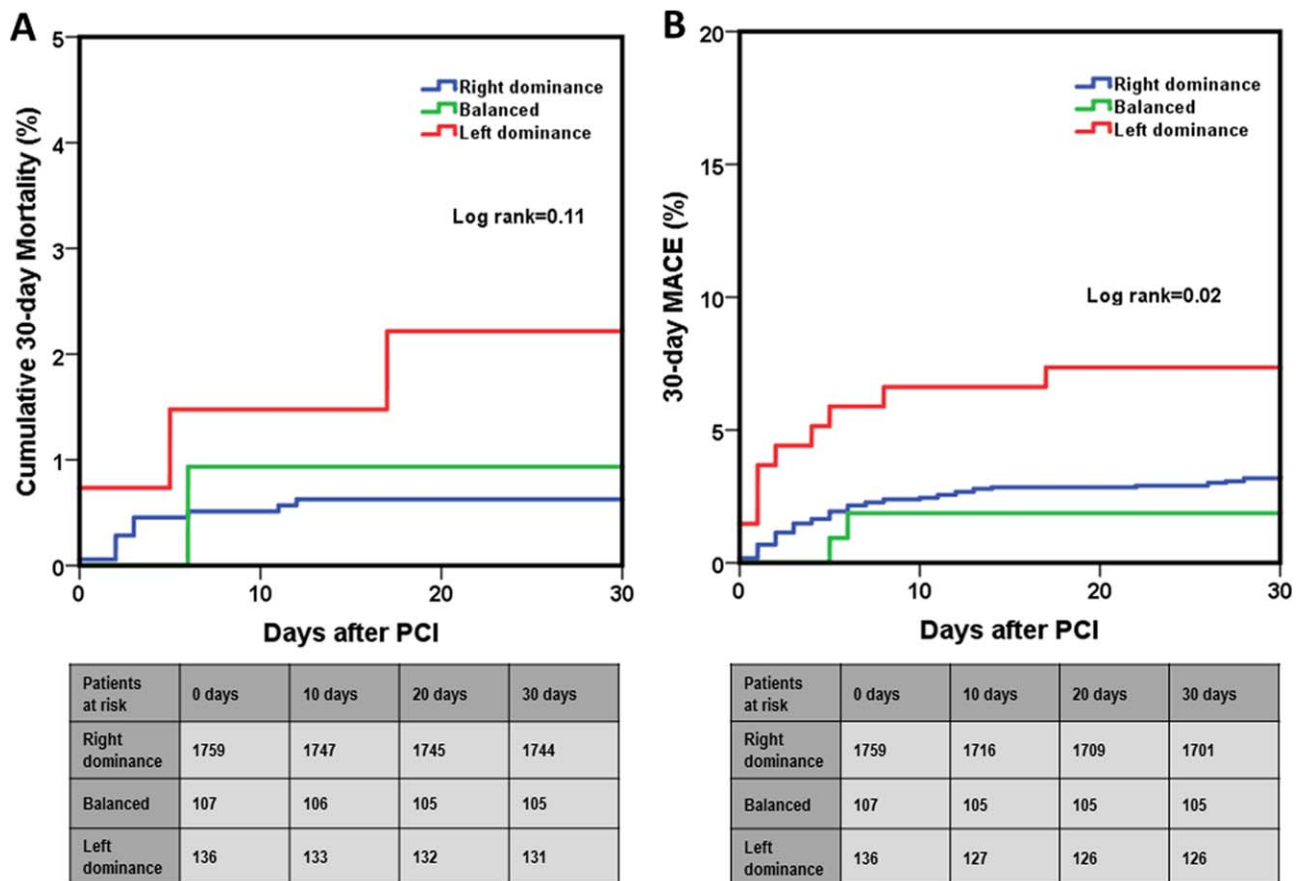 A
5
4
3
2
1
0
Cumulative 30-day Mortality (%)
Right dominance
Balanced
Left dominance
Log rank=0.11
0 10 20 30
Days after PCI
Patients at risk 0 days 10 days 20 days 30 days
Right dominance 1759 1747 1745 1744
Balanced 107 106 105 105
Left dominance 136 133 132 131
B
20
15
10
5
0
30-day MACE (%)
Right dominance
Balanced
Left dominance
Log rank=0.02
0 10 20 30
Days after PCI
Patients at risk 0 days 10 days 20 days 30 days
Right dominance 1759 1716 1709 1701
Balanced 107 105 105 105
Left dominance 136 127 126 126